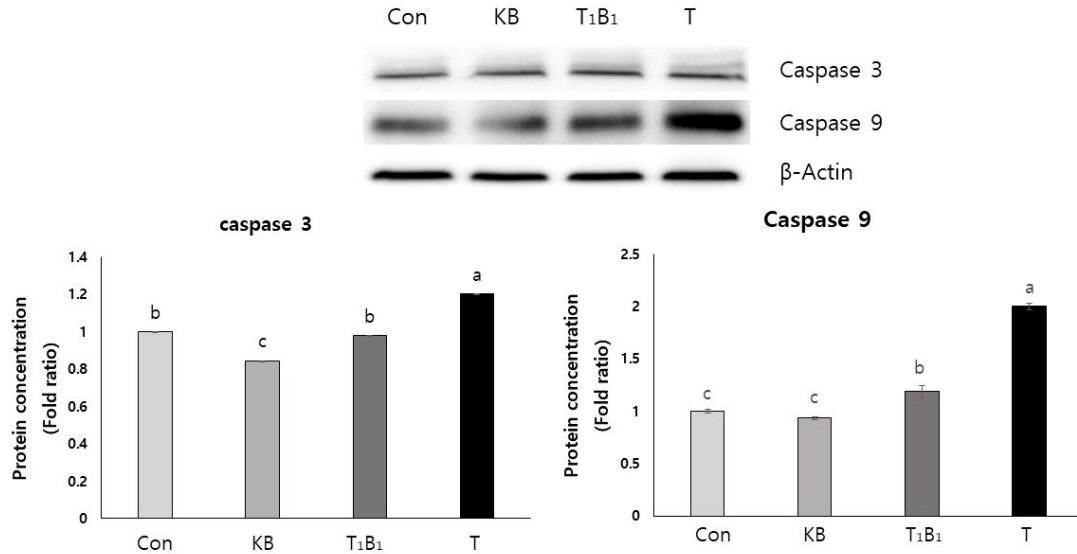 Con KB T₁B₁ T
Caspase 3
Caspase 9
β-Actin
caspase 3
Protein concentration
(Fold ratio)
1.4
1.2
1
0.8
0.6
0.4
0.2
0
b
c
b
a
Con KB T₁B₁ T
Caspase 9
Protein concentration
(Fold ratio)
2.5
2
1.5
1
0.5
0
c
c
b
a
Con KB T₁B₁ T